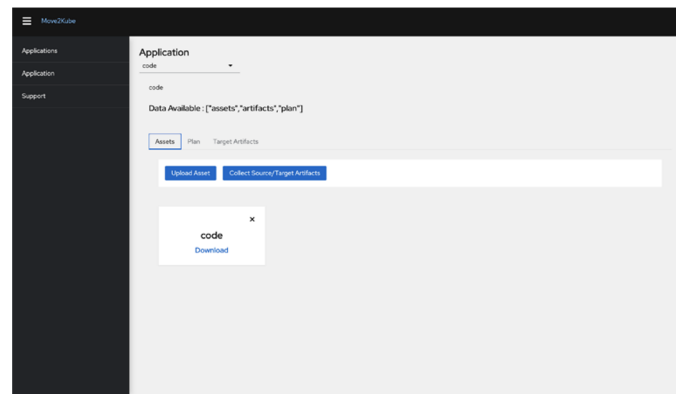 Move2Kube
Applications
Application
Support
Application
code
code
Data Available : ["assets","artifacts","plan"]
Assets Plan Target Artifacts
Upload Asset Collect Source/Target Artifacts
×
code
Download